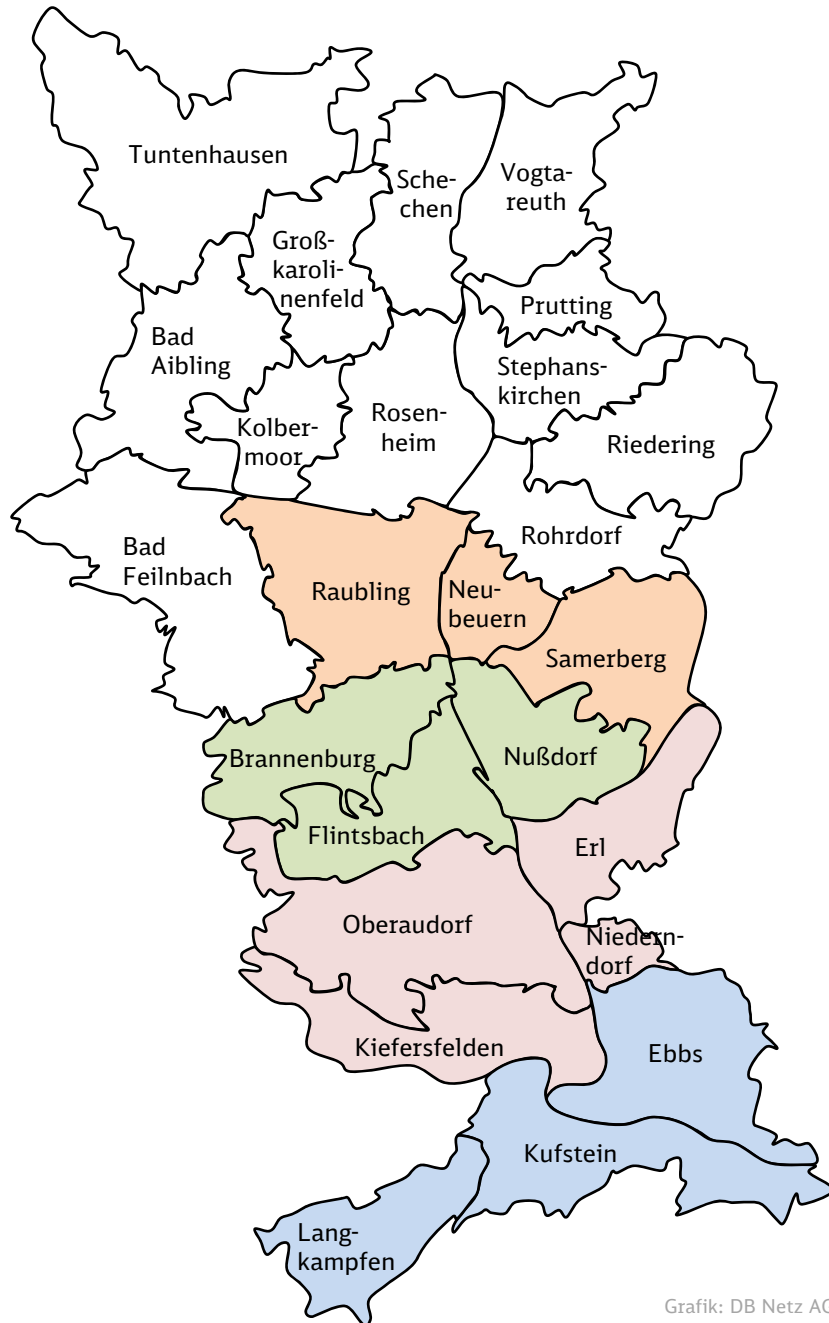 Tuntenhausen
Sche-
chen
Vogta-
reuth
Groß-
karoli-
nenfeld
Prutting
Bad
Aibling
Stephans-
kirchen
Kolber-
moor
Rosen-
heim
Riedering
Bad
Feilnbach
Rohrdorf
Raubling
Neu-
beuern
Samerberg
Brannenburg
Nußdorf
Flintsbach
Erl
Oberaudorf
Niedern-
dorf
Kiefersfelden
Ebbs
Kufstein
Lang-
kampfen
Grafik: DB Netz AG